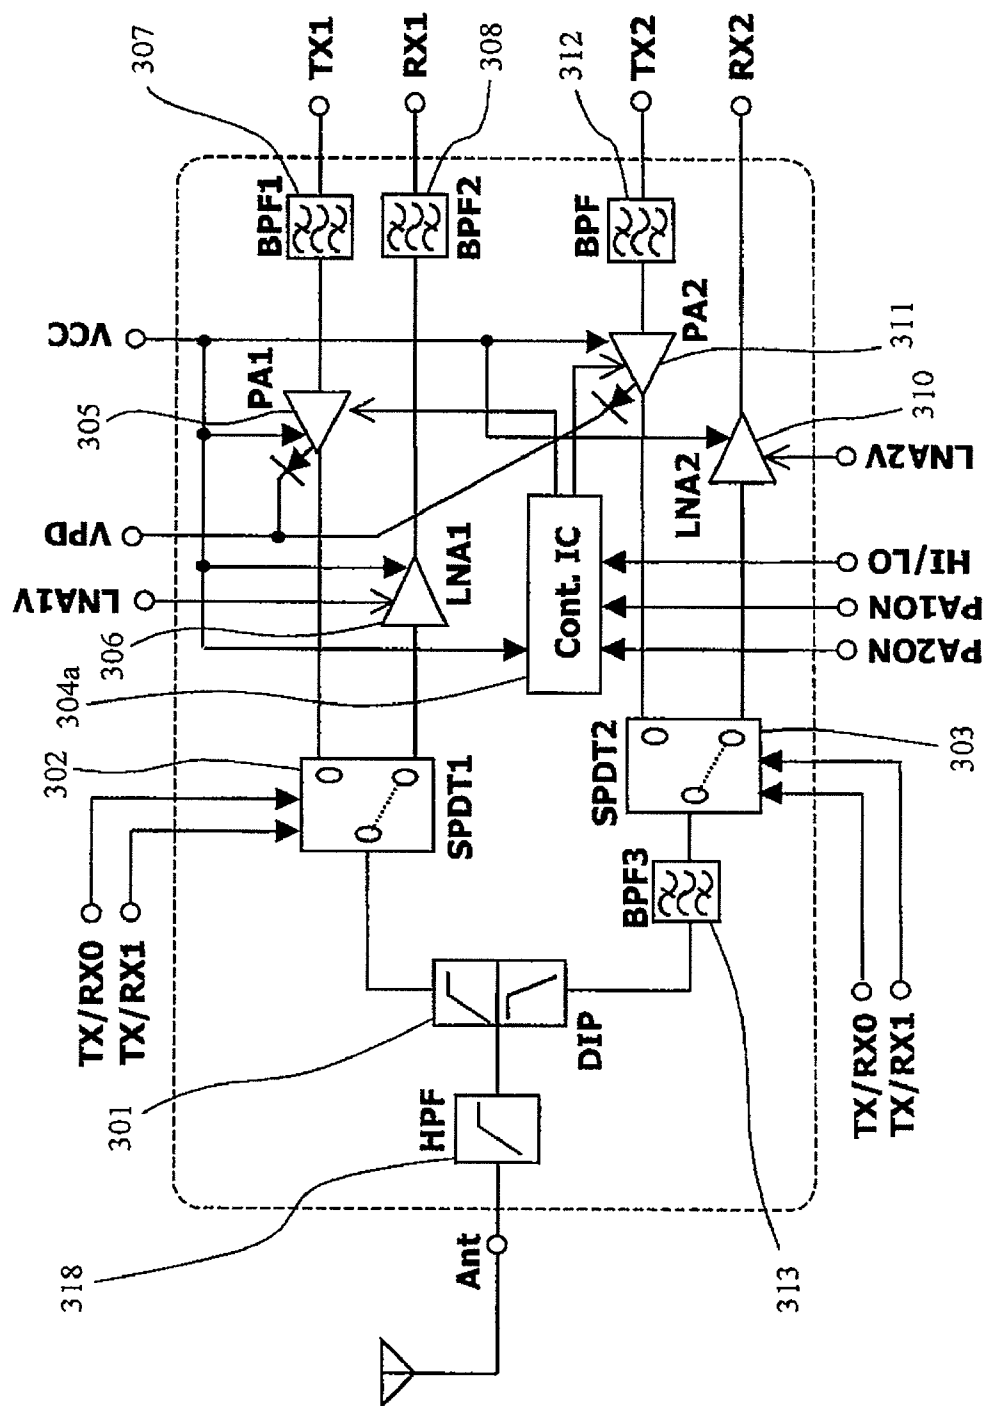 307
TX1
RX1
308
312
TX2
RX2
BPF1
BPF2
BPF
VCC
PA1
305
PA2
311
310
VPD
LNA1V
306
LNA1
LNA2
LNA2V
Cont. IC
HI/LO
PA1ON
PA2ON
304a
302
SPDT1
SPDT2
303
TX/RX0
TX/RX1
BPF3
301
DIP
TX/RX0
TX/RX1
HPF
318
Ant
313